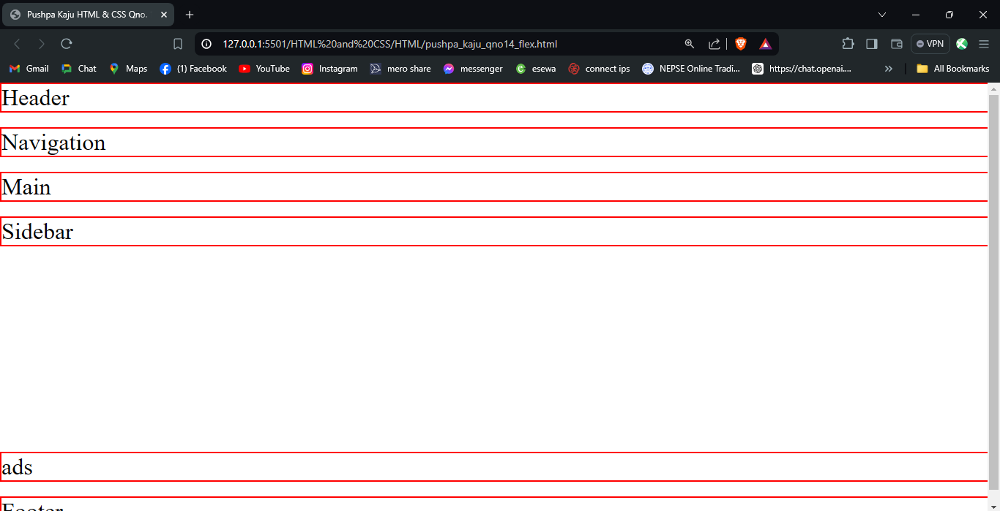 Pushpa Kaju HTML & CSS Qno.
127.0.0.1:5501/HTML%20and%20CSS/HTML/pushpa_kaju_qno14_flex.html
VPN
Gmail Chat Maps (1) Facebook YouTube Instagram mero share messenger esewa connect ips NEPSE Online Tradi... https://chat.openai.... All Bookmarks
Header
Navigation
Main
Sidebar
ads
Footer